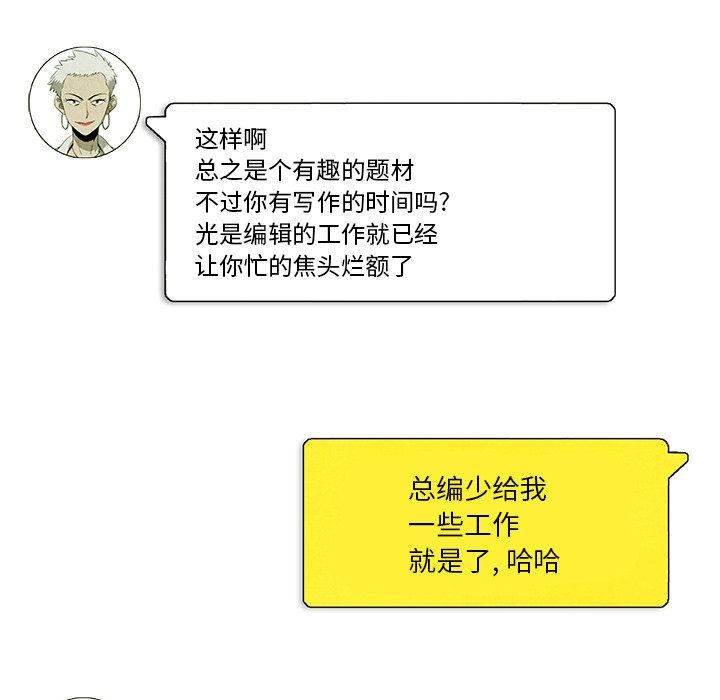 这样啊
总之是个有趣的题材
不过你有写作的时间吗?
光是编辑的工作就已经
让你忙的焦头烂额了
总编少给我
一些工作
就是了, 哈哈